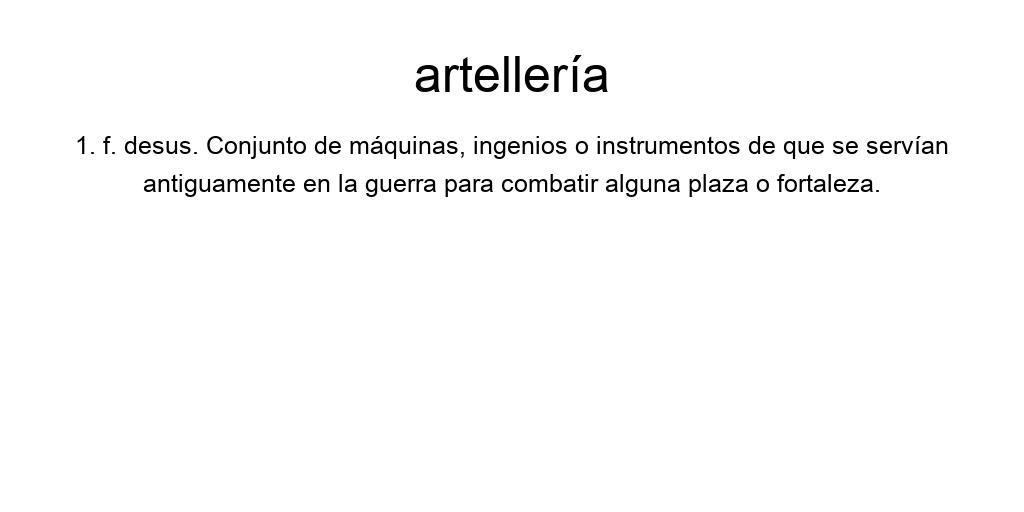 artellería
1. f. desus. Conjunto de máquinas, ingenios o instrumentos de que se servían
antiguamente en la guerra para combatir alguna plaza o fortaleza.